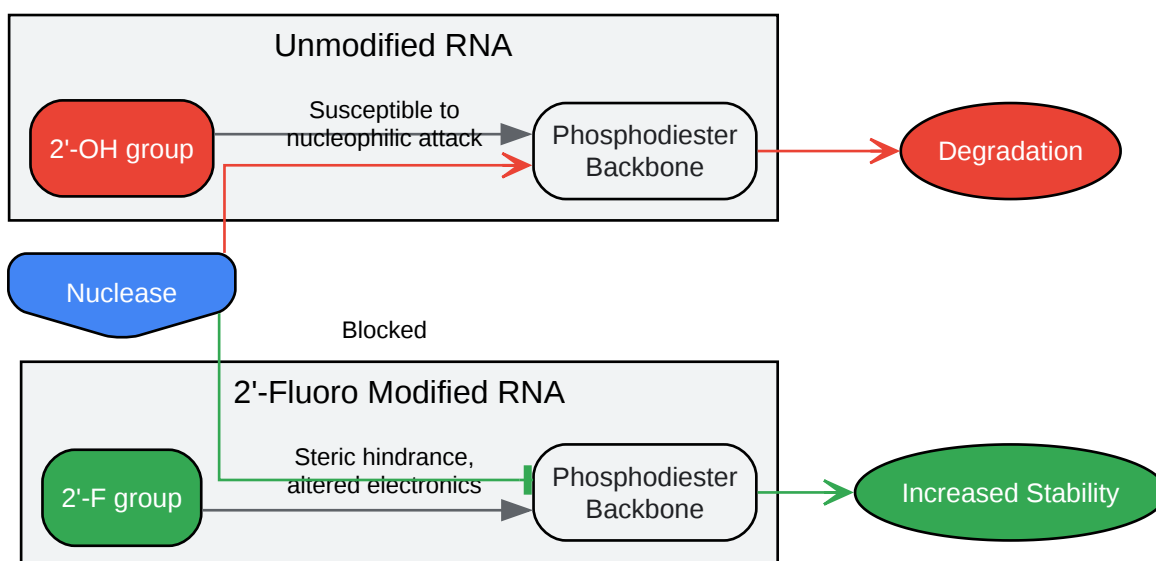 Unmodified RNA
Susceptible to
nucleophilic attack
2'-OH group
Phosphodiester
Backbone
Degradation
Nuclease
Blocked
2'-Fluoro Modified RNA
Steric hindrance,
altered electronics
2'-F group
Phosphodiester
Backbone
Increased Stability